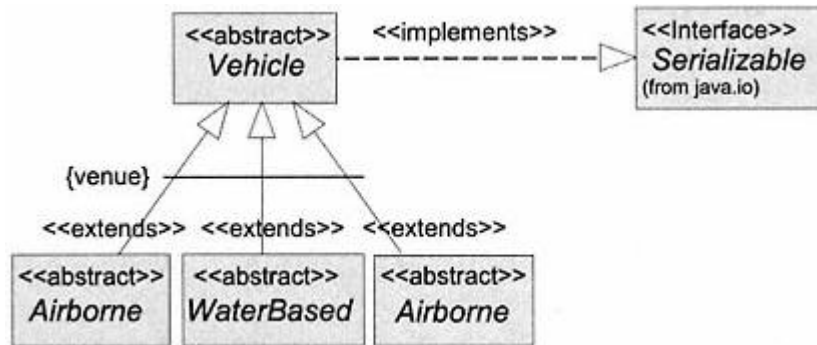 <<abstract>>
Vehicle
<<implements>>
<<Interface>>
Serializable
(from java.io)
{venue}
<<extends>> <<extends>> <<extends>>
<<abstract>>
Airborne
<<abstract>>
WaterBased
<<abstract>>
Airborne